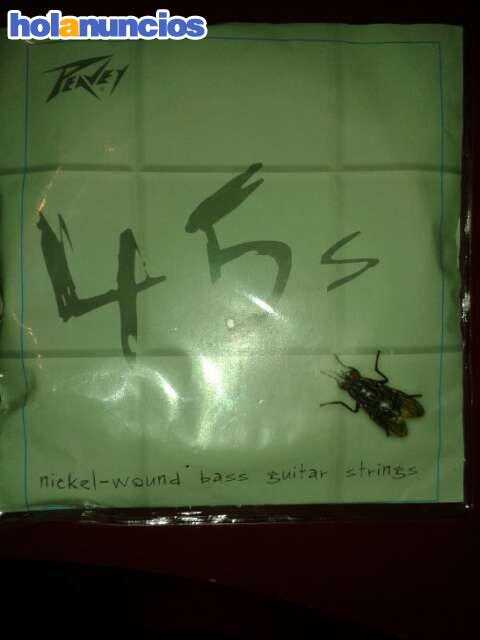 holanuncios
PEAVEY
45s
nickel-wound bass guitar strings